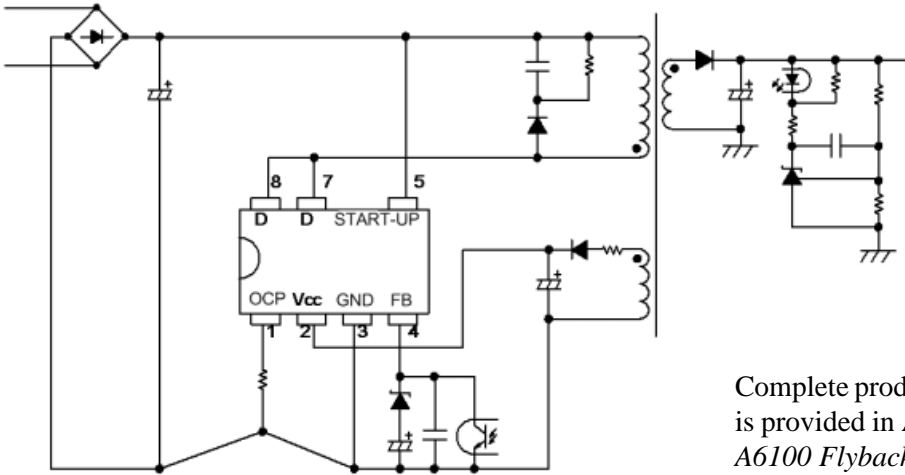 8 7 5
D D START-UP
OCP Vcc GND FB
1 2 3 4
Complete prod
is provided in
A6100 Flyback